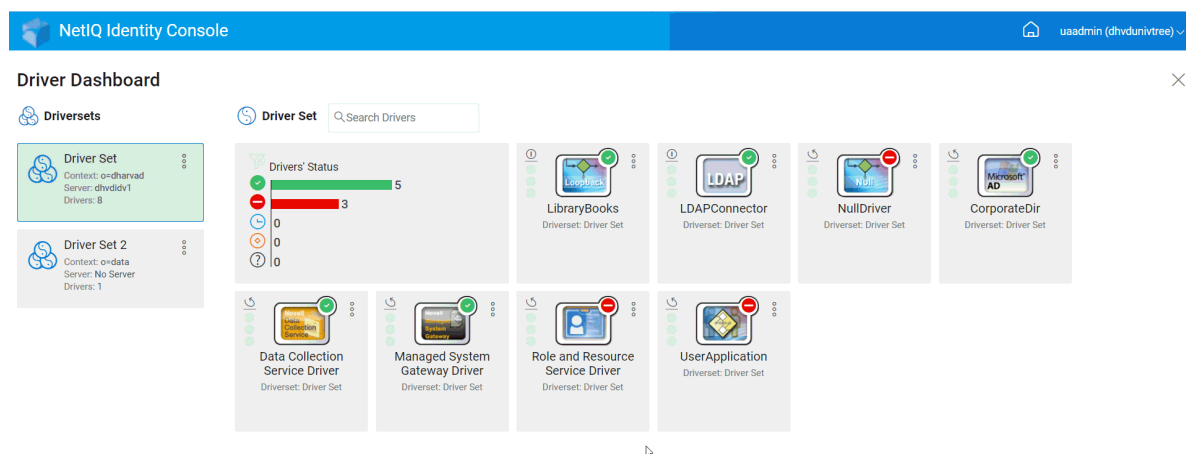 NetIQ Identity Console
uaadmin (dhvdunivtree)
Driver Dashboard
Driversets
Driver Set
Search Drivers
Driver Set
Context: o=dharvad
Server: dhvdidv1
Drivers: 8
Driver Set 2
Context: o=data
Server: No Server
Drivers: 1
Drivers' Status
5
3
0
0
0
Loopback
LibraryBooks
Driverset: Driver Set
LDAP
LDAPConnector
Driverset: Driver Set
Null
NullDriver
Driverset: Driver Set
Microsoft
AD
CorporateDir
Driverset: Driver Set
Novell
Data
Collection
Service
Data Collection
Service Driver
Driverset: Driver Set
Novell
Managed
System
Gateway
Managed System
Gateway Driver
Driverset: Driver Set
Role and Resource
Service Driver
Driverset: Driver Set
UserApplication
Driverset: Driver Set